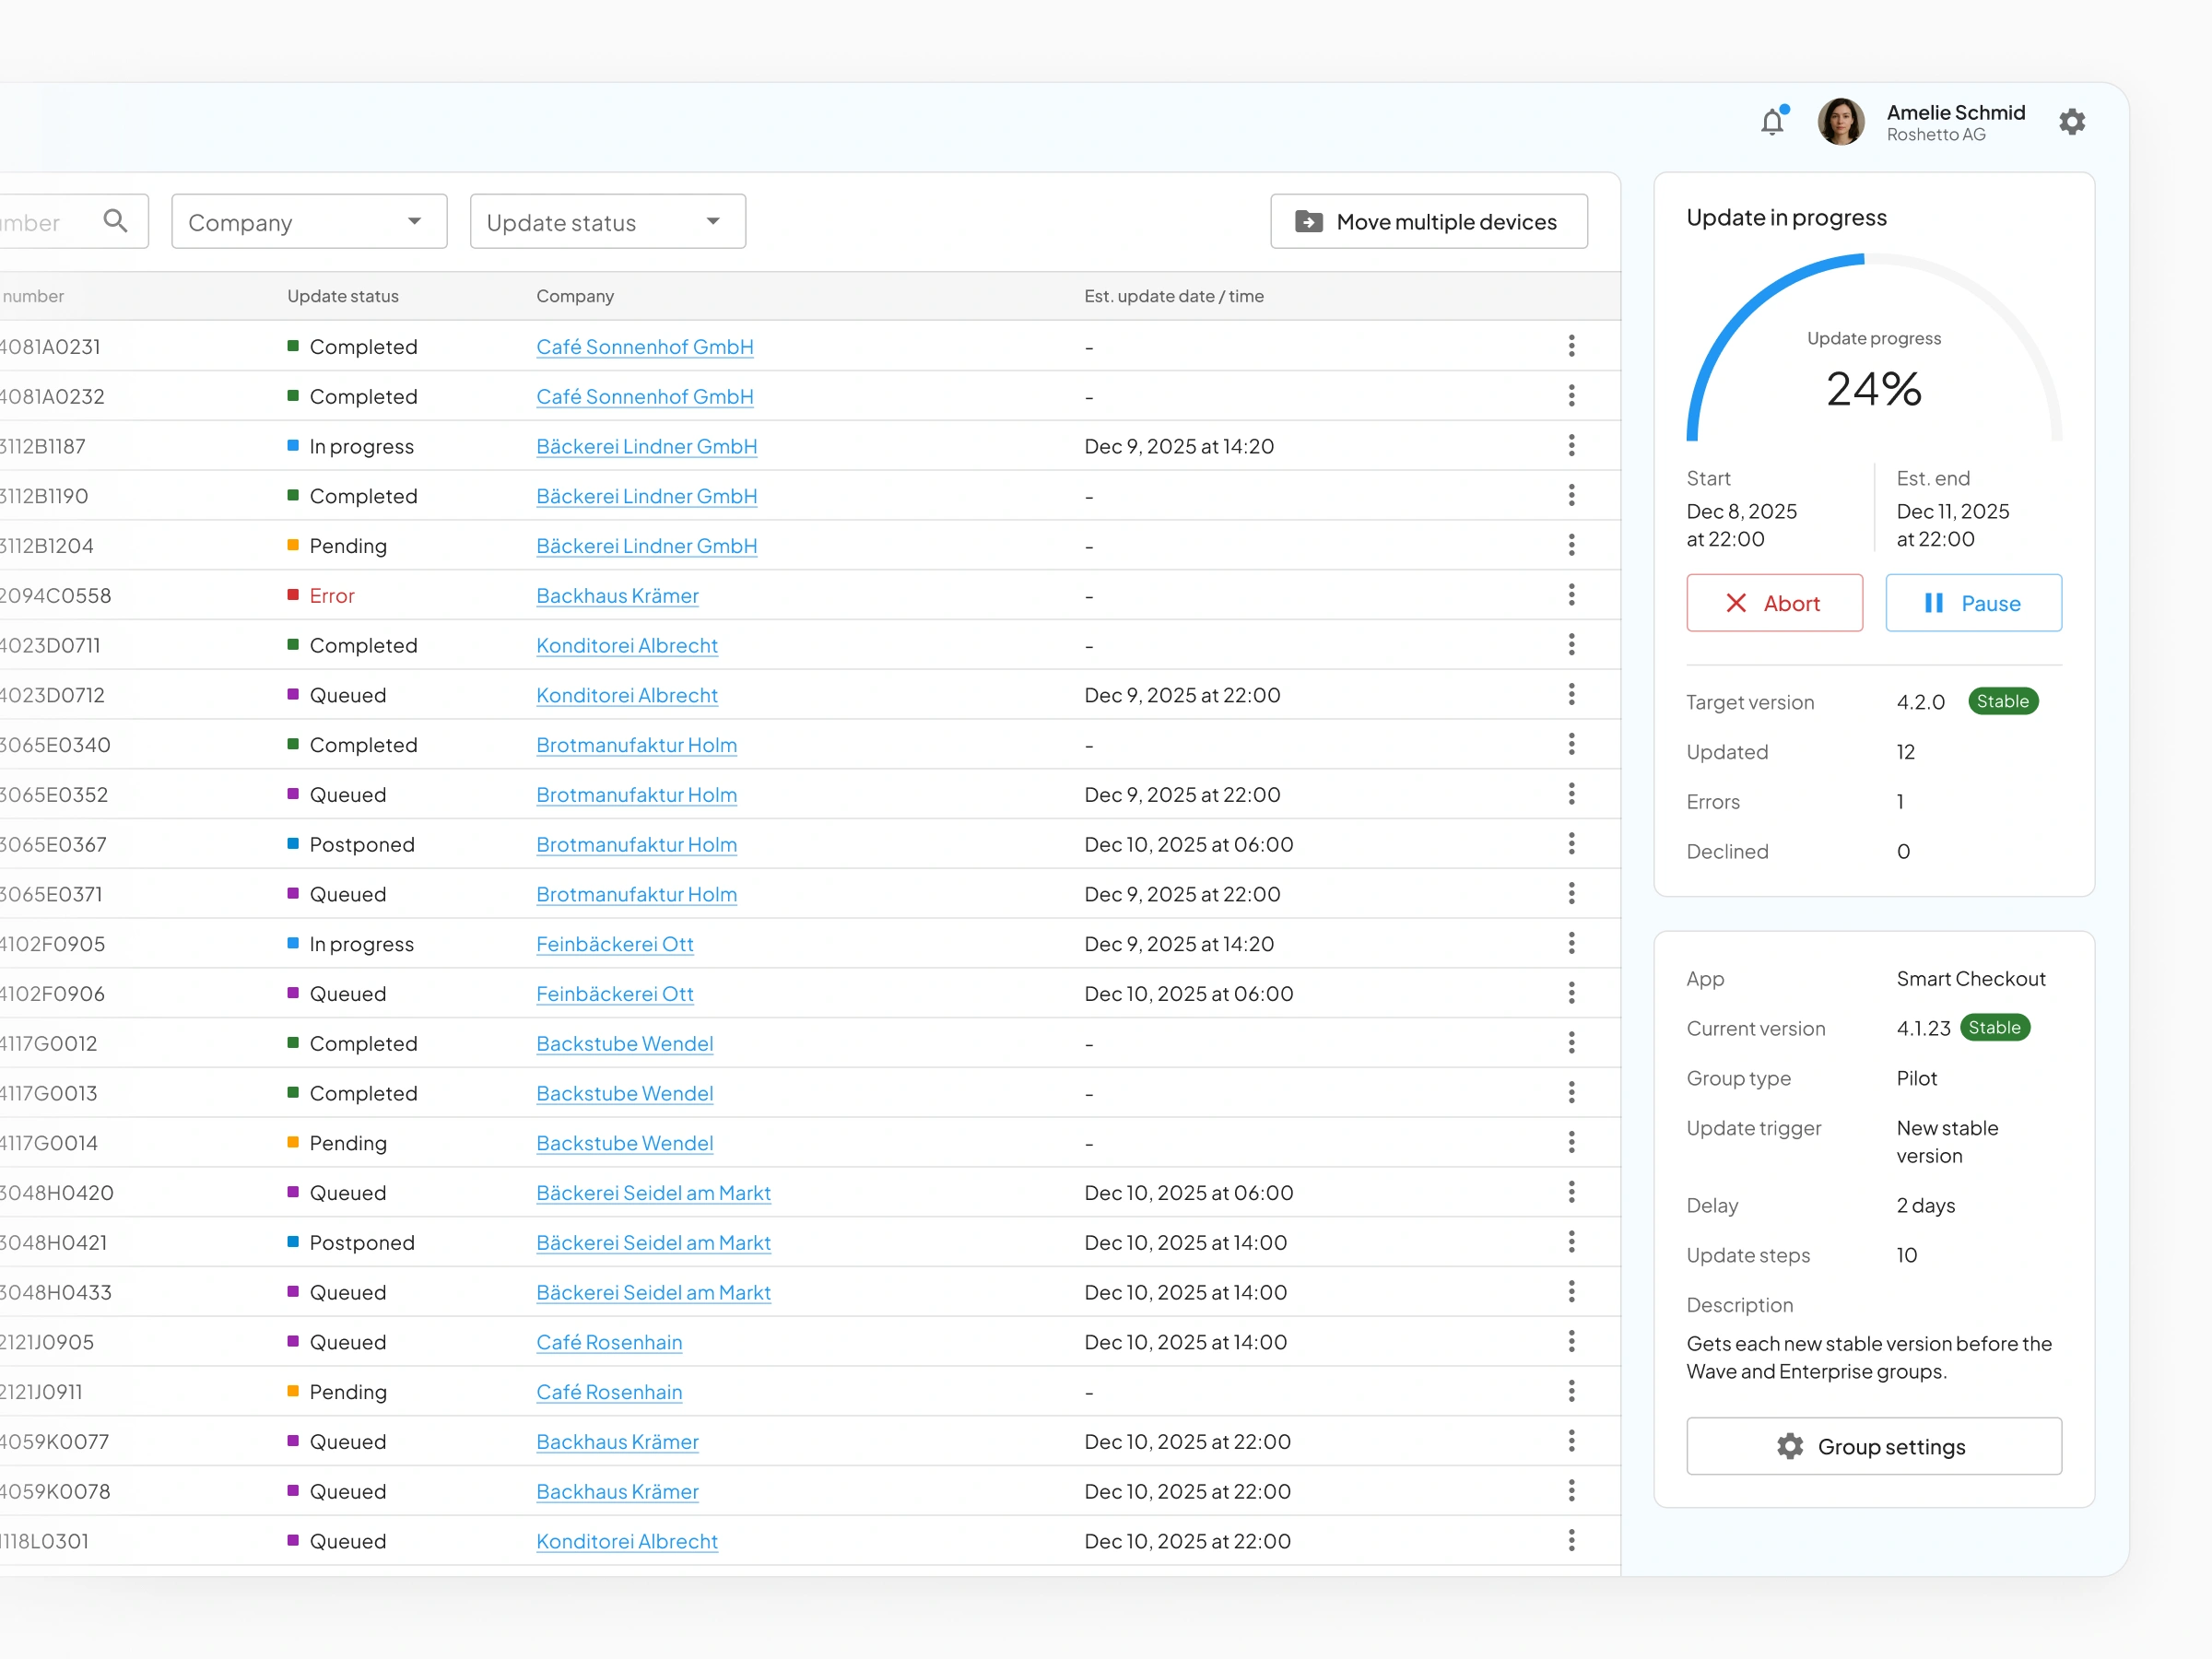 Amelie Schmid
Roshetto AG
Company
Update status
Move multiple devices
number Update status Company Est. update date / time
4081A0231 Completed Café Sonnenhof GmbH -
4081A0232 Completed Café Sonnenhof GmbH -
3112B1187 In progress Bäckerei Lindner GmbH Dec 9, 2025 at 14:20
3112B1190 Completed Bäckerei Lindner GmbH -
3112B1204 Pending Bäckerei Lindner GmbH -
2094C0558 Error Backhaus Krämer -
4023D0711 Completed Konditorei Albrecht -
4023D0712 Queued Konditorei Albrecht Dec 9, 2025 at 22:00
3065E0340 Completed Brotmanufaktur Holm -
3065E0352 Queued Brotmanufaktur Holm Dec 9, 2025 at 22:00
3065E0367 Postponed Brotmanufaktur Holm Dec 10, 2025 at 06:00
3065E0371 Queued Brotmanufaktur Holm Dec 9, 2025 at 22:00
4102F0905 In progress Feinbäckerei Ott Dec 9, 2025 at 14:20
4102F0906 Queued Feinbäckerei Ott Dec 10, 2025 at 06:00
4117G0012 Completed Backstube Wendel -
4117G0013 Completed Backstube Wendel -
4117G0014 Pending Backstube Wendel -
3048H0420 Queued Bäckerei Seidel am Markt Dec 10, 2025 at 06:00
3048H0421 Postponed Bäckerei Seidel am Markt Dec 10, 2025 at 14:00
3048H0433 Queued Bäckerei Seidel am Markt Dec 10, 2025 at 14:00
2121J0905 Queued Café Rosenhain Dec 10, 2025 at 14:00
2121J0911 Pending Café Rosenhain -
4059K0077 Queued Backhaus Krämer Dec 10, 2025 at 22:00
4059K0078 Queued Backhaus Krämer Dec 10, 2025 at 22:00
1118L0301 Queued Konditorei Albrecht Dec 10, 2025 at 22:00
Update in progress
Update progress
24%
Start Est. end
Dec 8, 2025 Dec 11, 2025
at 22:00 at 22:00
Abort Pause
Target version 4.2.0 Stable
Updated 12
Errors 1
Declined 0
App Smart Checkout
Current version 4.1.23 Stable
Group type Pilot
Update trigger New stable
version
Delay 2 days
Update steps 10
Description
Gets each new stable version before the
Wave and Enterprise groups.
Group settings